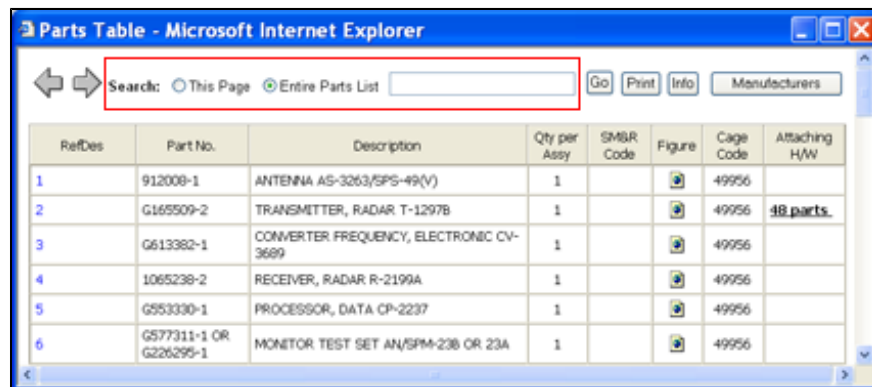 Parts Table - Microsoft Internet Explorer
Search: This Page Entire Parts List Go Print Info Manufacturers
RefDes Part No. Description Qty per Assy SM&R Code Figure Cage Code Attaching H/W
1 912008-1 ANTENNA AS-3263/SPS-49(V) 1 49956
2 G165509-2 TRANSMITTER, RADAR T-1297B 1 49956 48 parts
3 G613382-1 CONVERTER FREQUENCY, ELECTRONIC CV-3689 1 49956
4 1065238-2 RECEIVER, RADAR R-2199A 1 49956
5 G553330-1 PROCESSOR, DATA CP-2237 1 49956
6 G577311-1 OR G226295-1 MONITOR TEST SET AN/SPM-23B OR 23A 1 49956